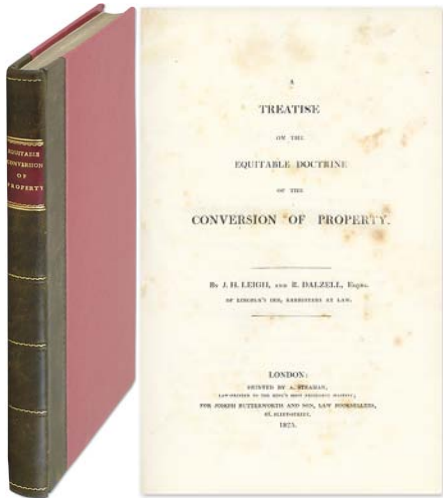 EQUITABLE
CONVERSION
OF
PROPERTY
A
TREATISE
ON THE
EQUITABLE DOCTRINE
OF THE
CONVERSION OF PROPERTY.
By J. H. LEIGH, AND R. DALZELL, Esqrs.
OF LINCOLN'S INN, BARRISTERS AT LAW.
LONDON:
PRINTED BY A. STRAHAN,
LAW-PRINTER TO THE KING'S MOST EXCELLENT MAJESTY;
FOR JOSEPH BUTTERWORTH AND SON, LAW BOOKSELLERS,
43, FLEET-STREET.
1825.